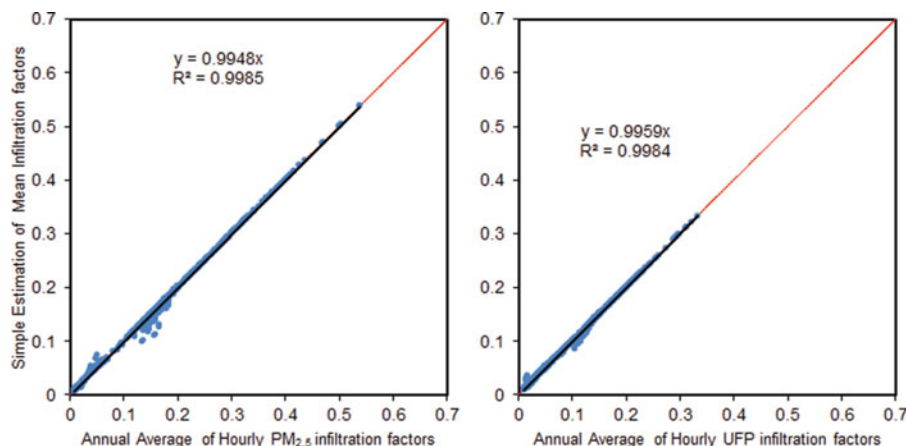 0.7
0.6
0.5
0.4
0.3
0.2
0.1
0
Simple Estimation of Mean Infiltration factors
y = 0.9948x
R² = 0.9985
0 0.1 0.2 0.3 0.4 0.5 0.6 0.7
Annual Average of Hourly PM₂.₅ infiltration factors
0.7
0.6
0.5
0.4
0.3
0.2
0.1
0
y = 0.9959x
R² = 0.9984
0 0.1 0.2 0.3 0.4 0.5 0.6 0.7
Annual Average of Hourly UFP infiltration factors